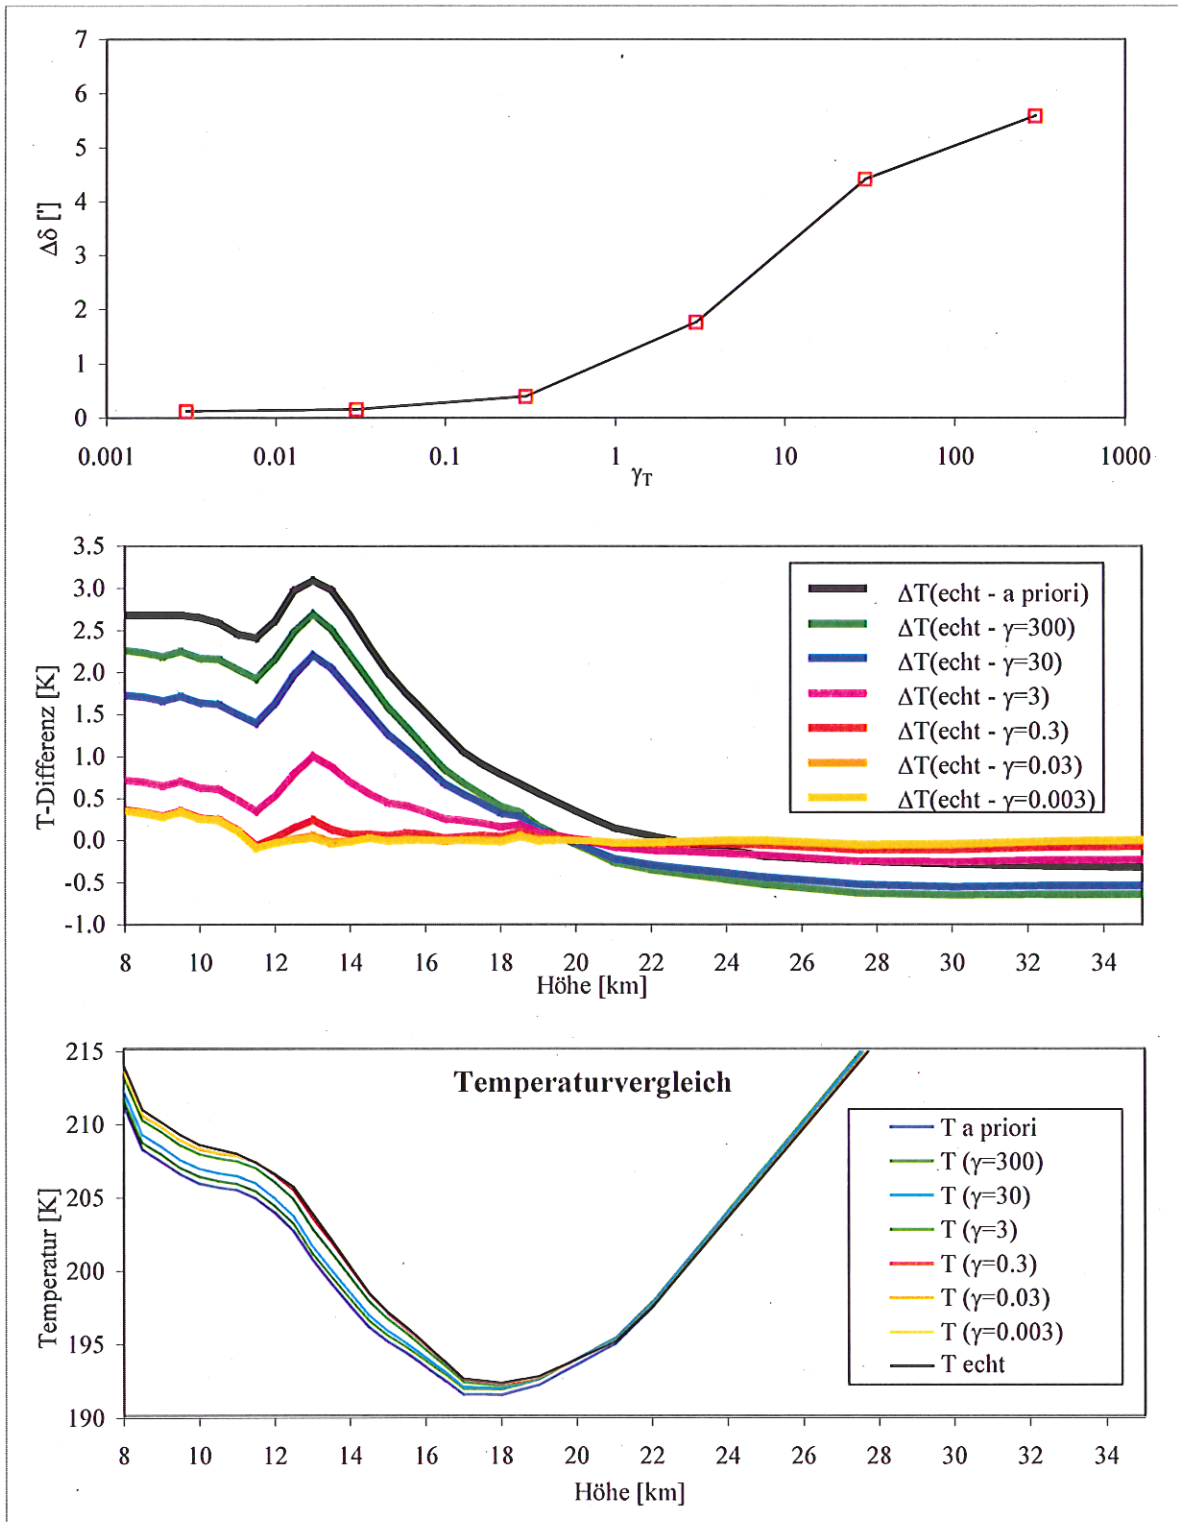 7
6
5
4
3
2
1
0
Δδ [']
0.001 0.01 0.1 1 10 100 1000
γT
3.5
3.0
2.5
2.0
1.5
1.0
0.5
0.0
-0.5
-1.0
T-Differenz [K]
ΔT(echt - a priori)
ΔT(echt - γ=300)
ΔT(echt - γ=30)
ΔT(echt - γ=3)
ΔT(echt - γ=0.3)
ΔT(echt - γ=0.03)
ΔT(echt - γ=0.003)
8 10 12 14 16 18 20 22 24 26 28 30 32 34
Höhe [km]
215
210
205
200
195
190
Temperatur [K]
Temperaturvergleich
T a priori
T (γ=300)
T (γ=30)
T (γ=3)
T (γ=0.3)
T (γ=0.03)
T (γ=0.003)
T echt
8 10 12 14 16 18 20 22 24 26 28 30 32 34
Höhe [km]